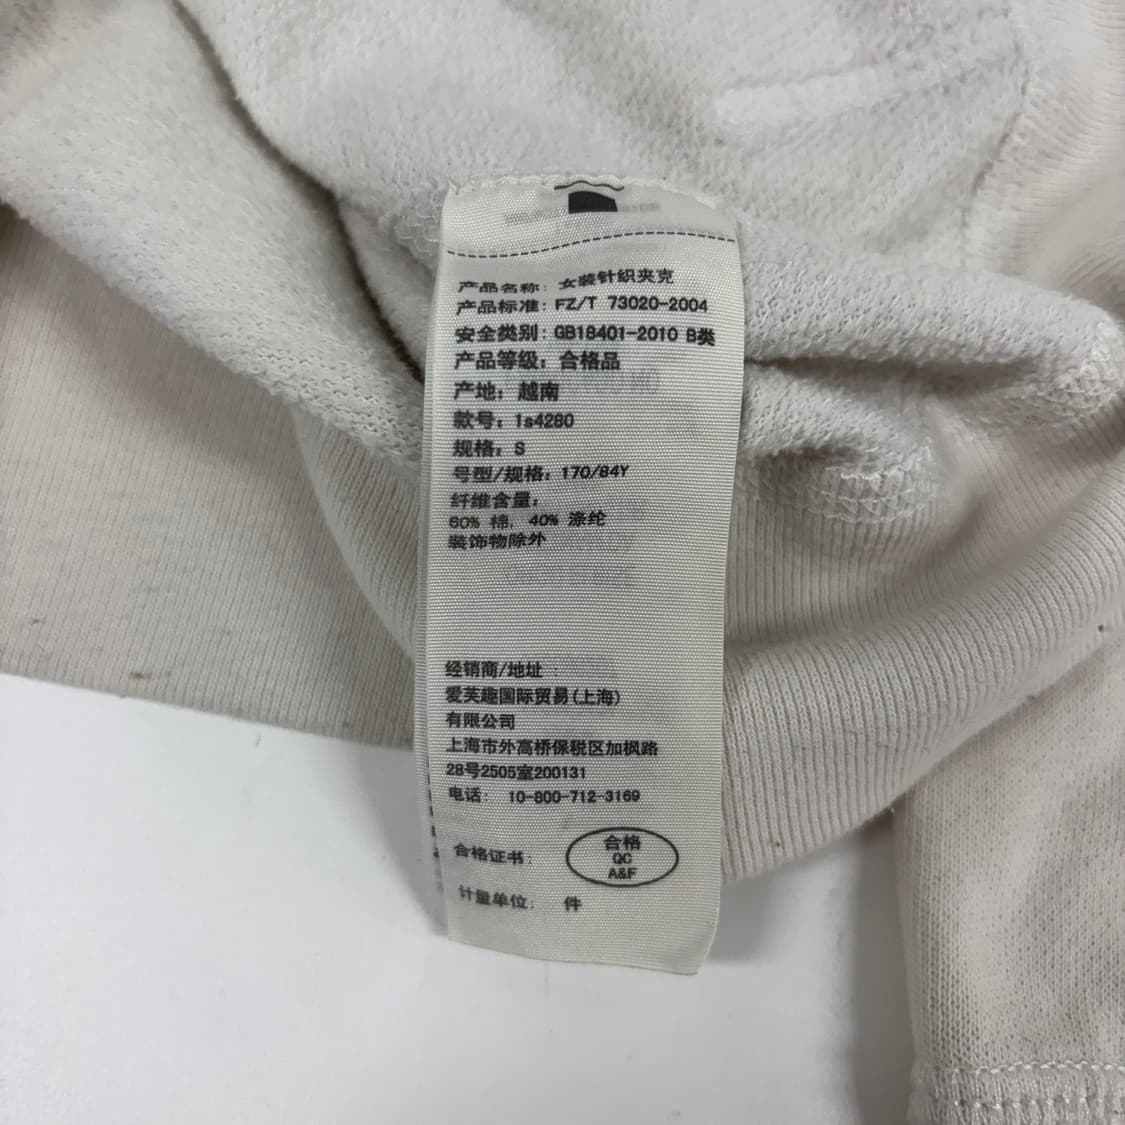 产品名称: 女装针织夹克
产品标准: FZ/T 73020-2004
安全类别: GB18401-2010 B类
产品等级: 合格品
产地: 越南
款号: 1s4280
规格: S
号型/规格: 170/84Y
纤维含量:
60% 棉, 40% 涤纶
装饰物除外
经销商/地址:
爱芙趣国际贸易(上海)
有限公司
上海市外高桥保税区加枫路
28号2505室200131
电话: 10-800-712-3169
合格证书:
合格
QC
A&F
计量单位: 件